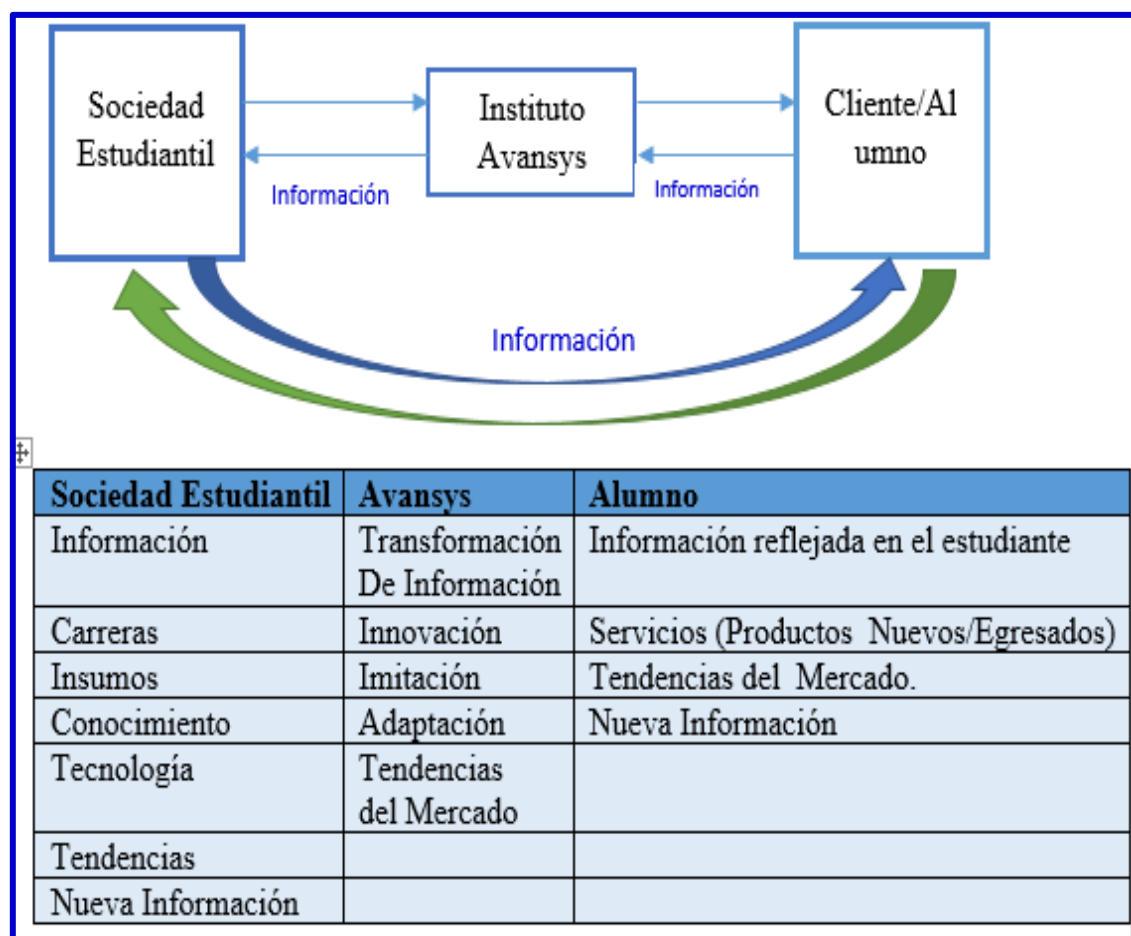 Sociedad
Estudiantil
Instituto
Avansys
Cliente/Al
umno
Información
Información
Información
Sociedad Estudiantil Avansys Alumno
Información Transformación Información reflejada en el estudiante
De Información
Carreras Innovación Servicios (Productos Nuevos/Egresados)
Insumos Imitación Tendencias del Mercado.
Conocimiento Adaptación Nueva Información
Tecnología Tendencias
del Mercado
Tendencias
Nueva Información